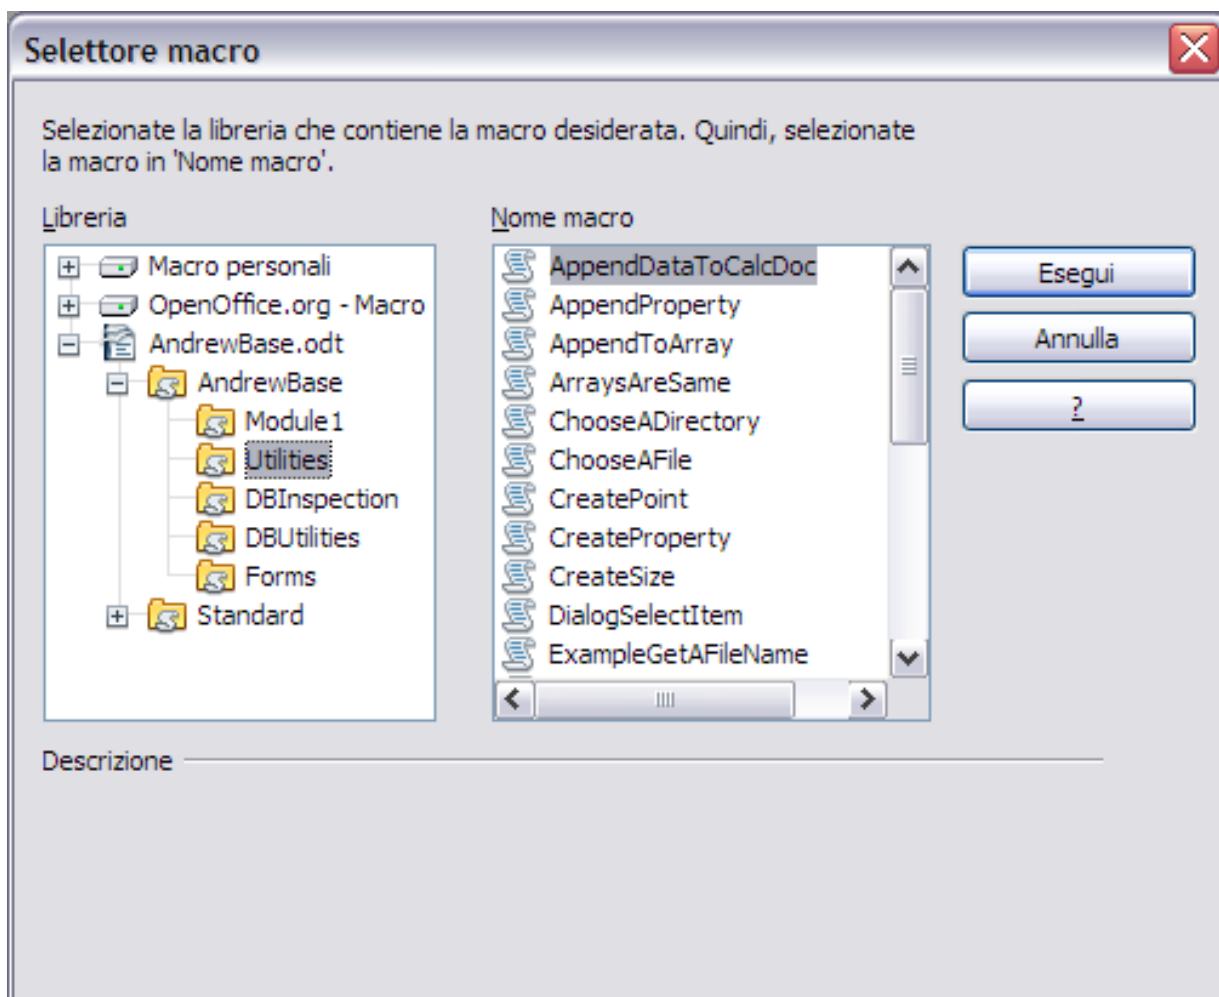 Selettore macro
Selezionate la libreria che contiene la macro desiderata. Quindi, selezionate
la macro in 'Nome macro'.
Libreria
Macro personali
OpenOffice.org - Macro
AndrewBase.odt
AndrewBase
Module1
Utilities
DBInspection
DBUtilities
Forms
Standard
Nome macro
AppendDataToCalcDoc
AppendProperty
AppendToArray
ArraysAreSame
ChooseADirectory
ChooseAFile
CreatePoint
CreateProperty
CreateSize
DialogSelectItem
ExampleGetAFileName
Esegui
Annulla
?
Descrizione